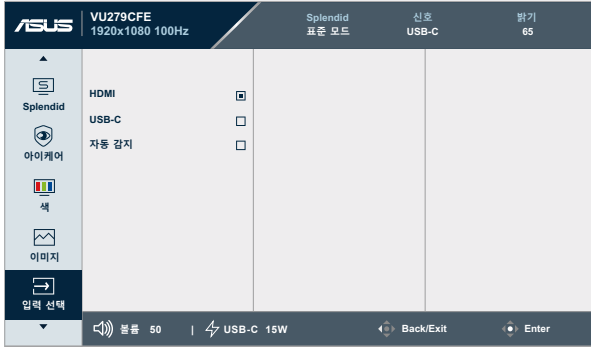 ASUS
VU279CFE
1920x1080 100Hz
Splendid
표준 모드
신호
USB-C
밝기
65
Splendid
아이케어
색
이미지
입력 선택
HDMI
USB-C
자동 감지
볼륨 50 | USB-C 15W
Back/Exit
Enter